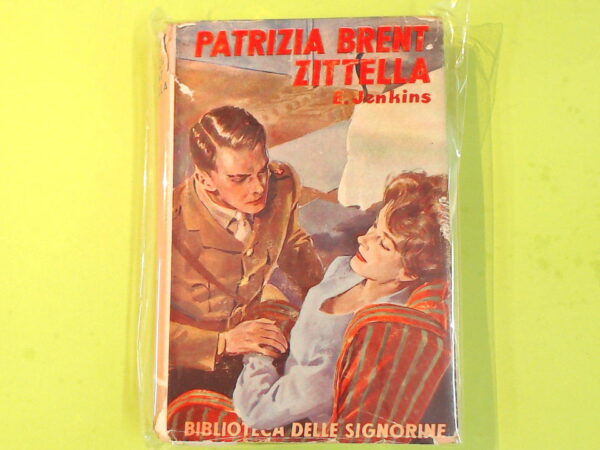 PATRIZIA BRENT
ZITTELLA
E. Jenkins
BIBLIOTECA DELLE SIGNORINE